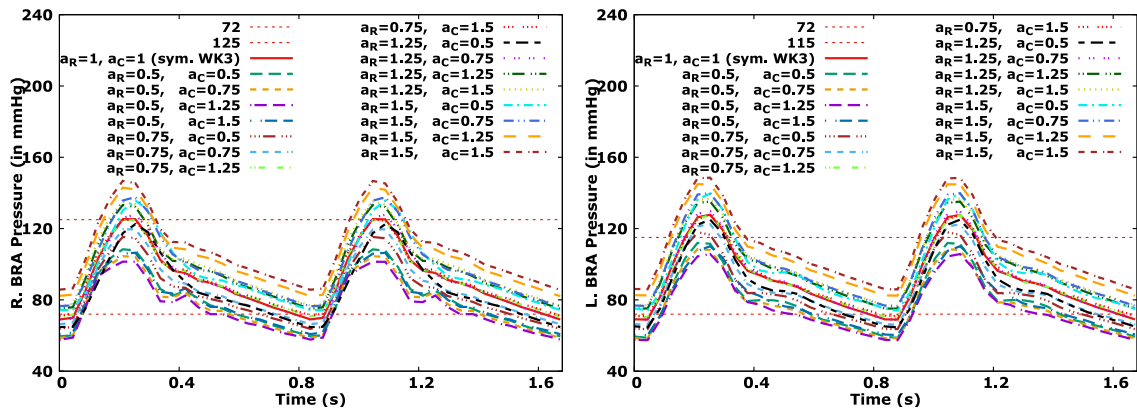 240
200
160
120
80
40
R. BRA Pressure (in mmHg)
0
0.4
0.8
1.2
1.6
Time (s)
72
125
aR=1, aC=1 (sym. WK3)
aR=0.5, aC=0.5
aR=0.5, aC=0.75
aR=0.5, aC=1.25
aR=0.5, aC=1.5
aR=0.75, aC=0.5
aR=0.75, aC=0.75
aR=0.75, aC=1.25
aR=0.75, aC=1.5
aR=1.25, aC=0.5
aR=1.25, aC=0.75
aR=1.25, aC=1.25
aR=1.25, aC=1.5
aR=1.5, aC=0.5
aR=1.5, aC=0.75
aR=1.5, aC=1.25
aR=1.5, aC=1.5
240
200
160
120
80
40
L. BRA Pressure (in mmHg)
0
0.4
0.8
1.2
1.6
Time (s)
72
115
aR=1, aC=1 (sym. WK3)
aR=0.5, aC=0.5
aR=0.5, aC=0.75
aR=0.5, aC=1.25
aR=0.5, aC=1.5
aR=0.75, aC=0.5
aR=0.75, aC=0.75
aR=0.75, aC=1.25
aR=0.75, aC=1.5
aR=1.25, aC=0.5
aR=1.25, aC=0.75
aR=1.25, aC=1.25
aR=1.25, aC=1.5
aR=1.5, aC=0.5
aR=1.5, aC=0.75
aR=1.5, aC=1.25
aR=1.5, aC=1.5